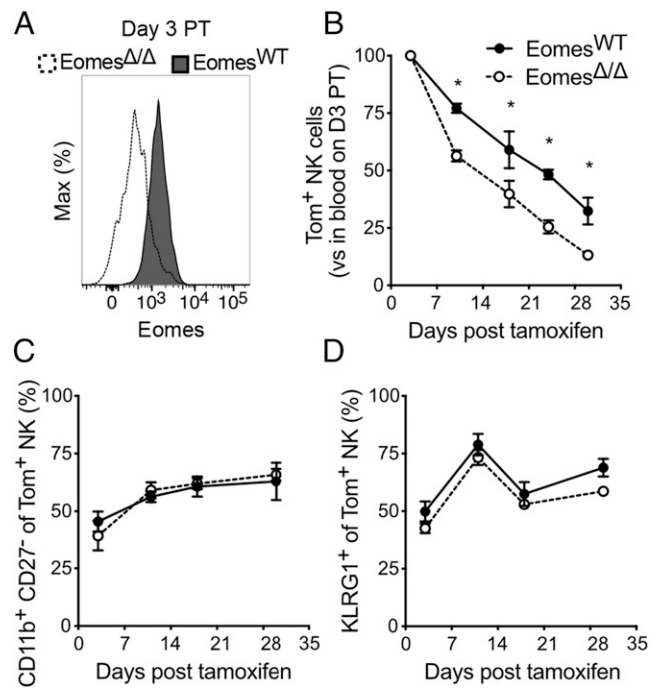 A
Day 3 PT
EomesΔ/Δ EomesWT
Max (%)
0 10³ 10⁴ 10⁵
Eomes
B
EomesWT
EomesΔ/Δ
Tom⁺ NK cells
(vs in blood on D3 PT)
100
75
50
25
0
* * * *
0 7 14 21 28 35
Days post tamoxifen
C
CD11b⁺ CD27⁻ of Tom⁺ NK (%)
100
75
50
25
0
0 7 14 21 28 35
Days post tamoxifen
D
KLRG1⁺ of Tom⁺ NK (%)
100
75
50
25
0
0 7 14 21 28 35
Days post tamoxifen